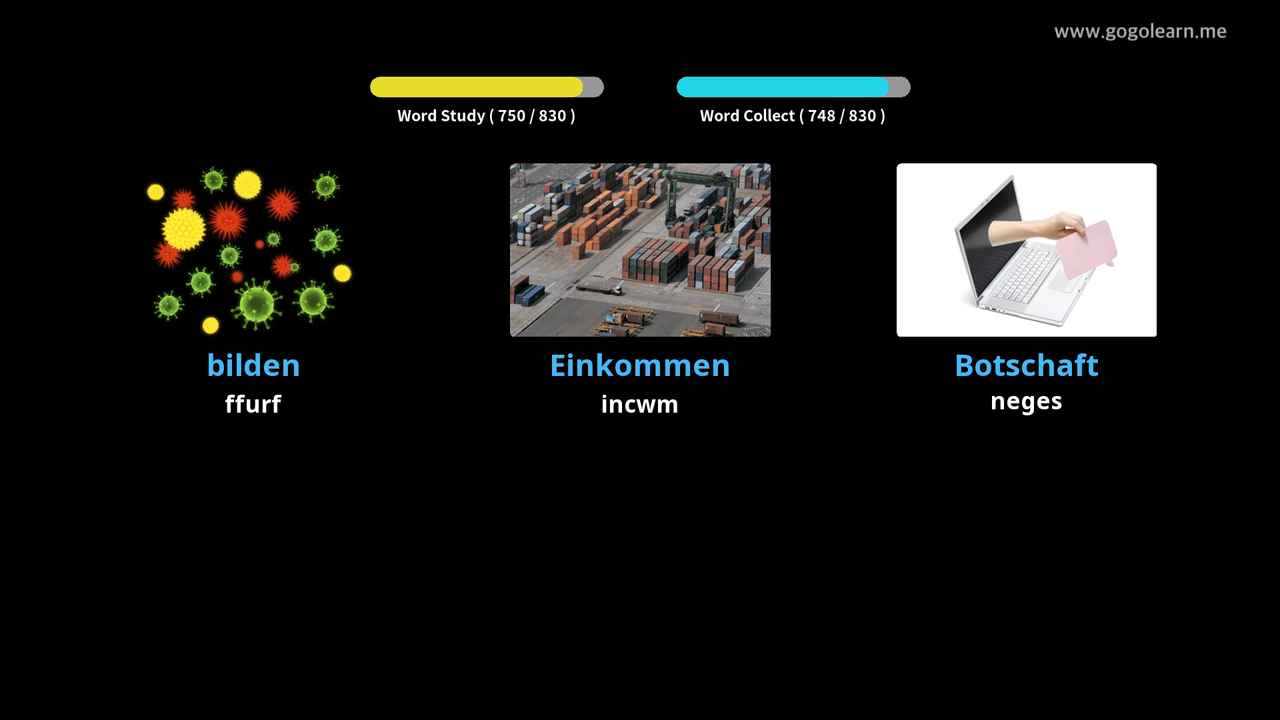 www.gogolearn.me
Word Study ( 750 / 830 )
Word Collect ( 748 / 830 )
bilden
ffurf
Einkommen
incwm
Botschaft
neges